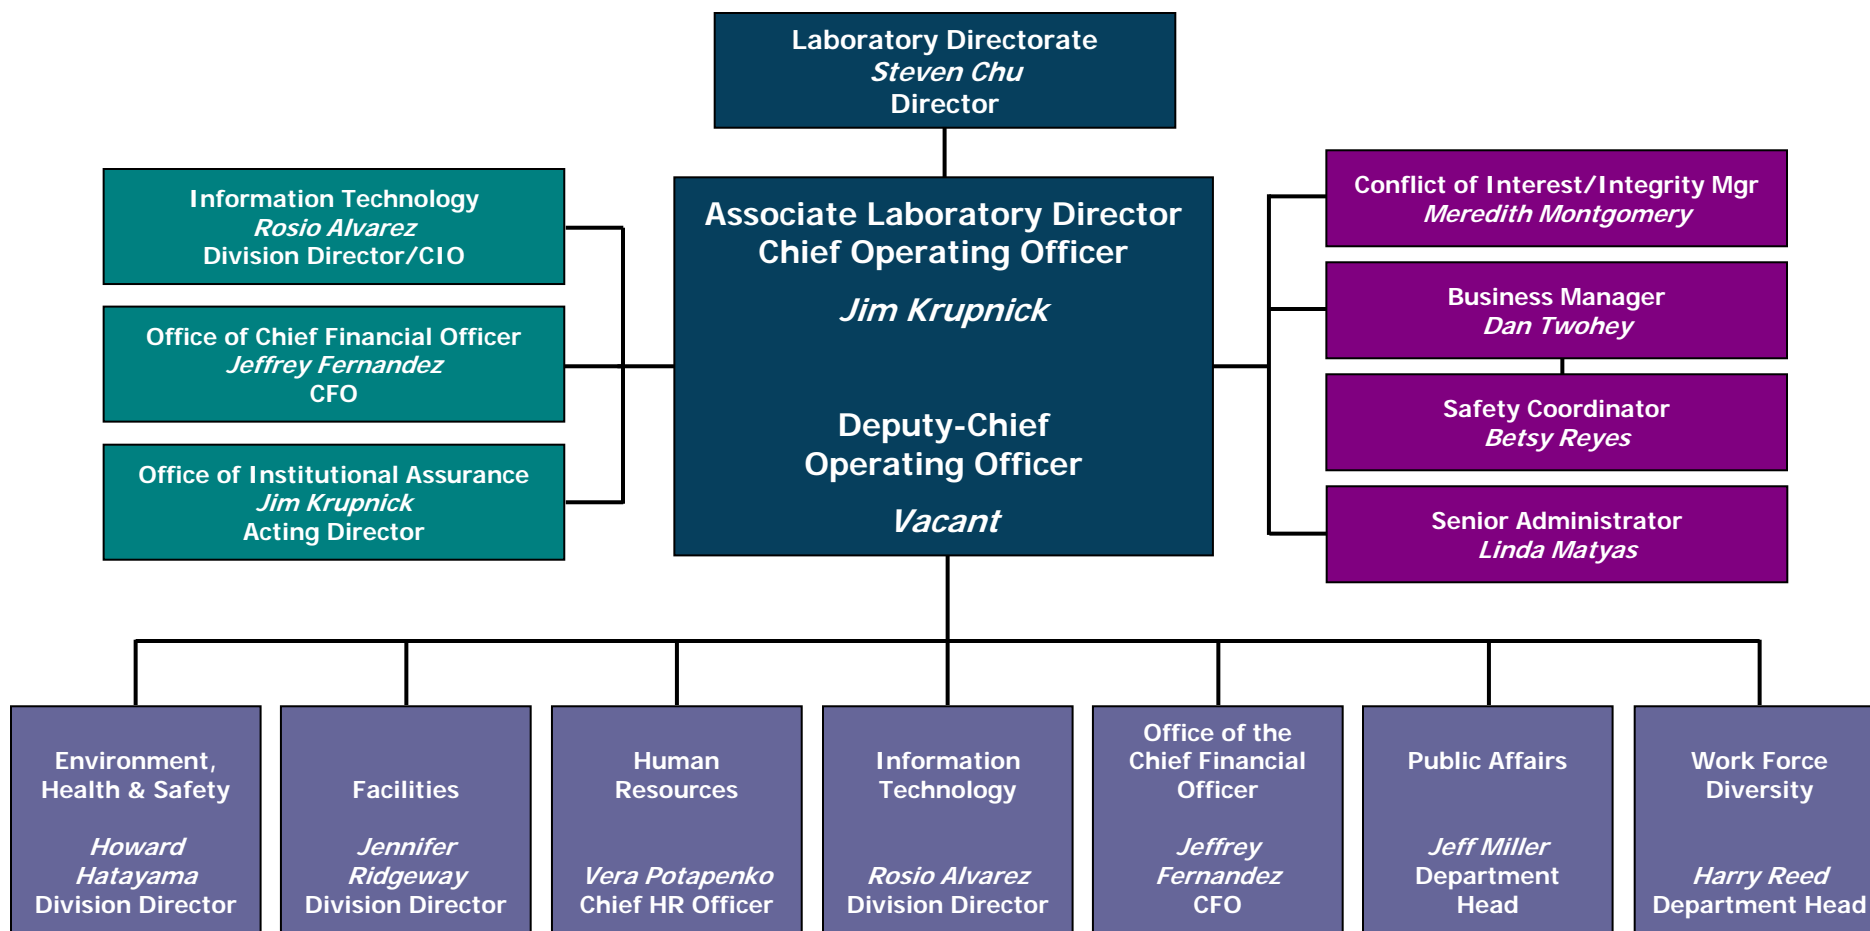 Laboratory Directorate
Steven Chu
Director
Information Technology
Rosio Alvarez
Division Director/CIO
Office of Chief Financial Officer
Jeffrey Fernandez
CFO
Office of Institutional Assurance
Jim Krupnick
Acting Director
Associate Laboratory Director
Chief Operating Officer
Jim Krupnick
Deputy-Chief
Operating Officer
Vacant
Conflict of Interest/Integrity Mgr
Meredith Montgomery
Business Manager
Dan Twohey
Safety Coordinator
Betsy Reyes
Senior Administrator
Linda Matyas
Environment,
Health & Safety
Howard
Hatayama
Division Director
Facilities
Jennifer
Ridgeway
Division Director
Human
Resources
Vera Potapenko
Chief HR Officer
Information
Technology
Rosio Alvarez
Division Director
Office of the
Chief Financial
Officer
Jeffrey
Fernandez
CFO
Public Affairs
Jeff Miller
Department
Head
Work Force
Diversity
Harry Reed
Department Head